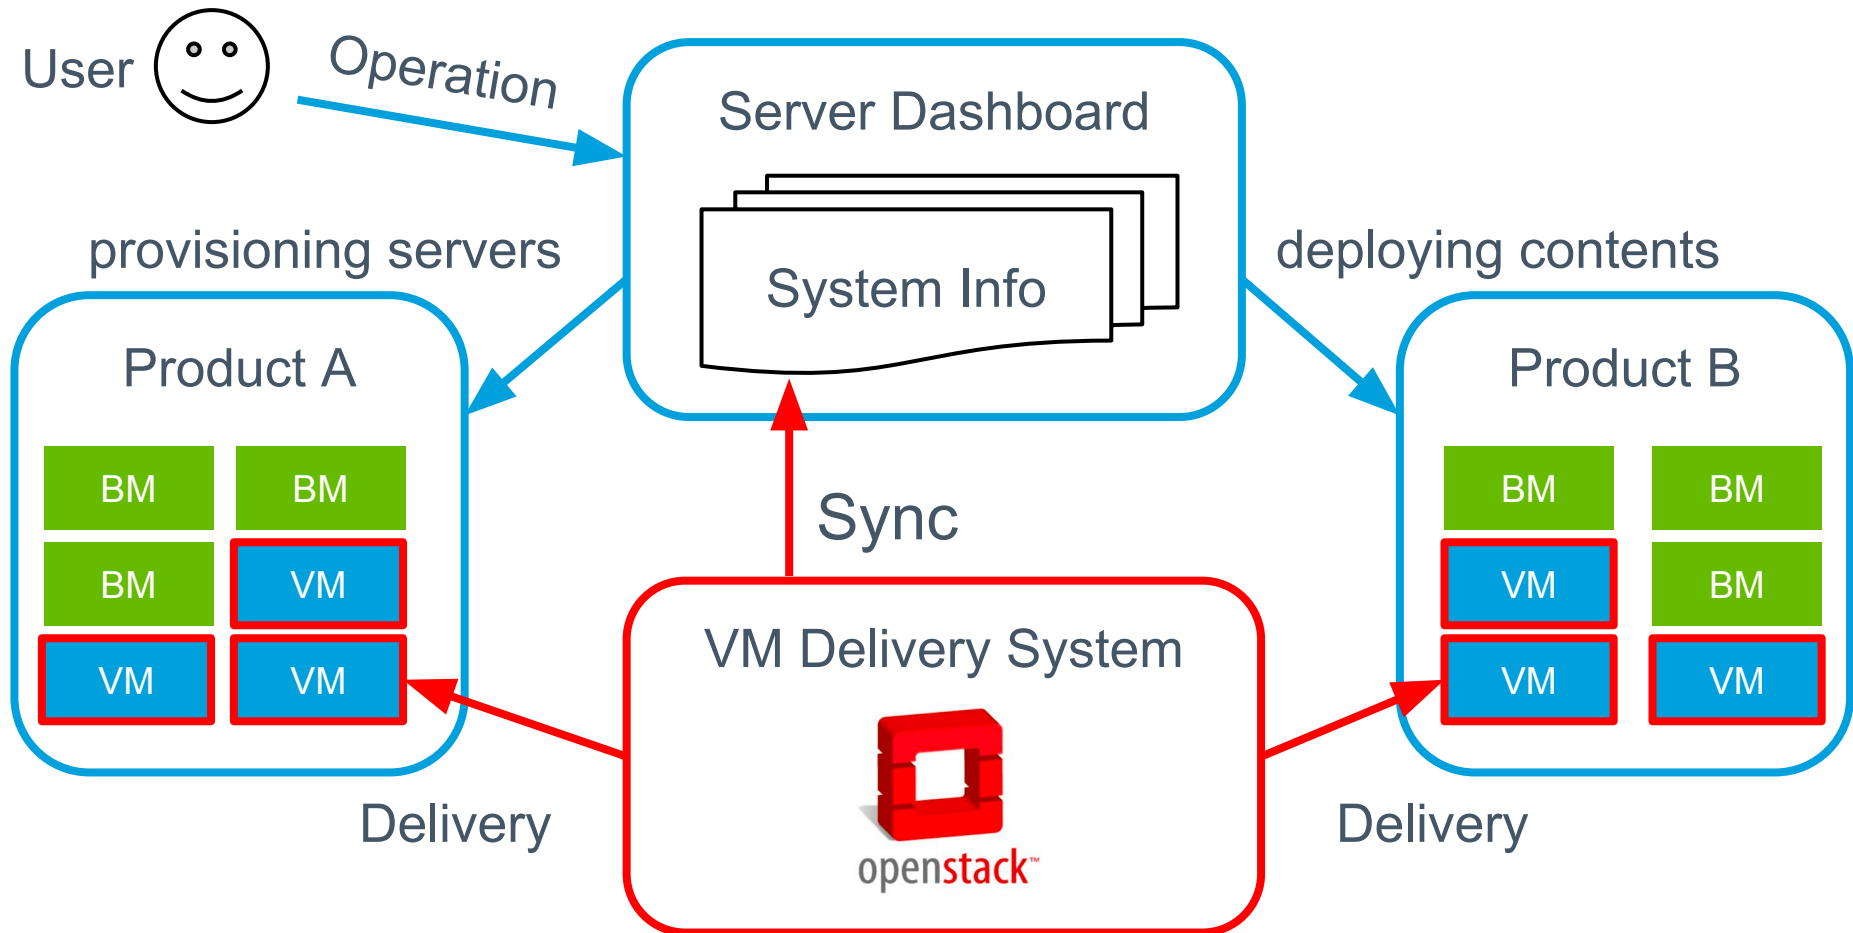 User
Operation
Server Dashboard
System Info
provisioning servers
deploying contents
Product A
BM BM
BM VM
VM VM
Product B
BM BM
VM BM
VM VM
Sync
VM Delivery System
openstack™
Delivery
Delivery